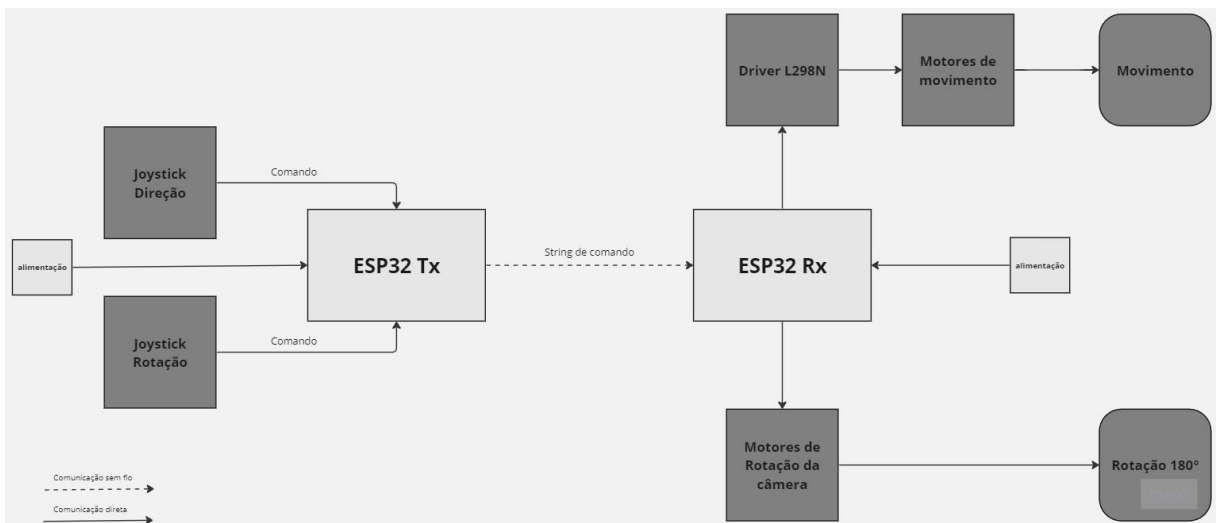 Driver L298N
Motores de
movimento
Movimento
Joystick
Direção
Comando
alimentação
ESP32 Tx
String de comando
ESP32 Rx
alimentação
Joystick
Rotação
Comando
Motores de
Rotação da
câmera
Rotação 180°
Comunicação sem fio
Comunicação direta